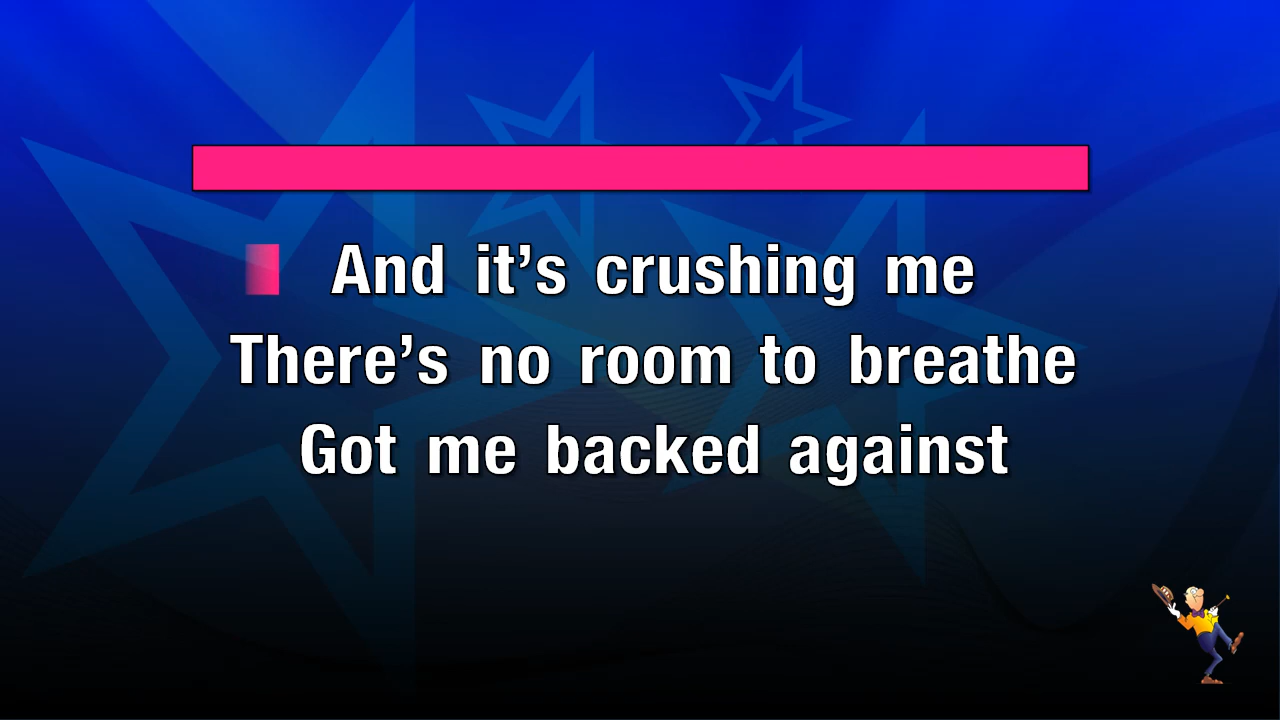 And it’s crushing me
There’s no room to breathe
Got me backed against